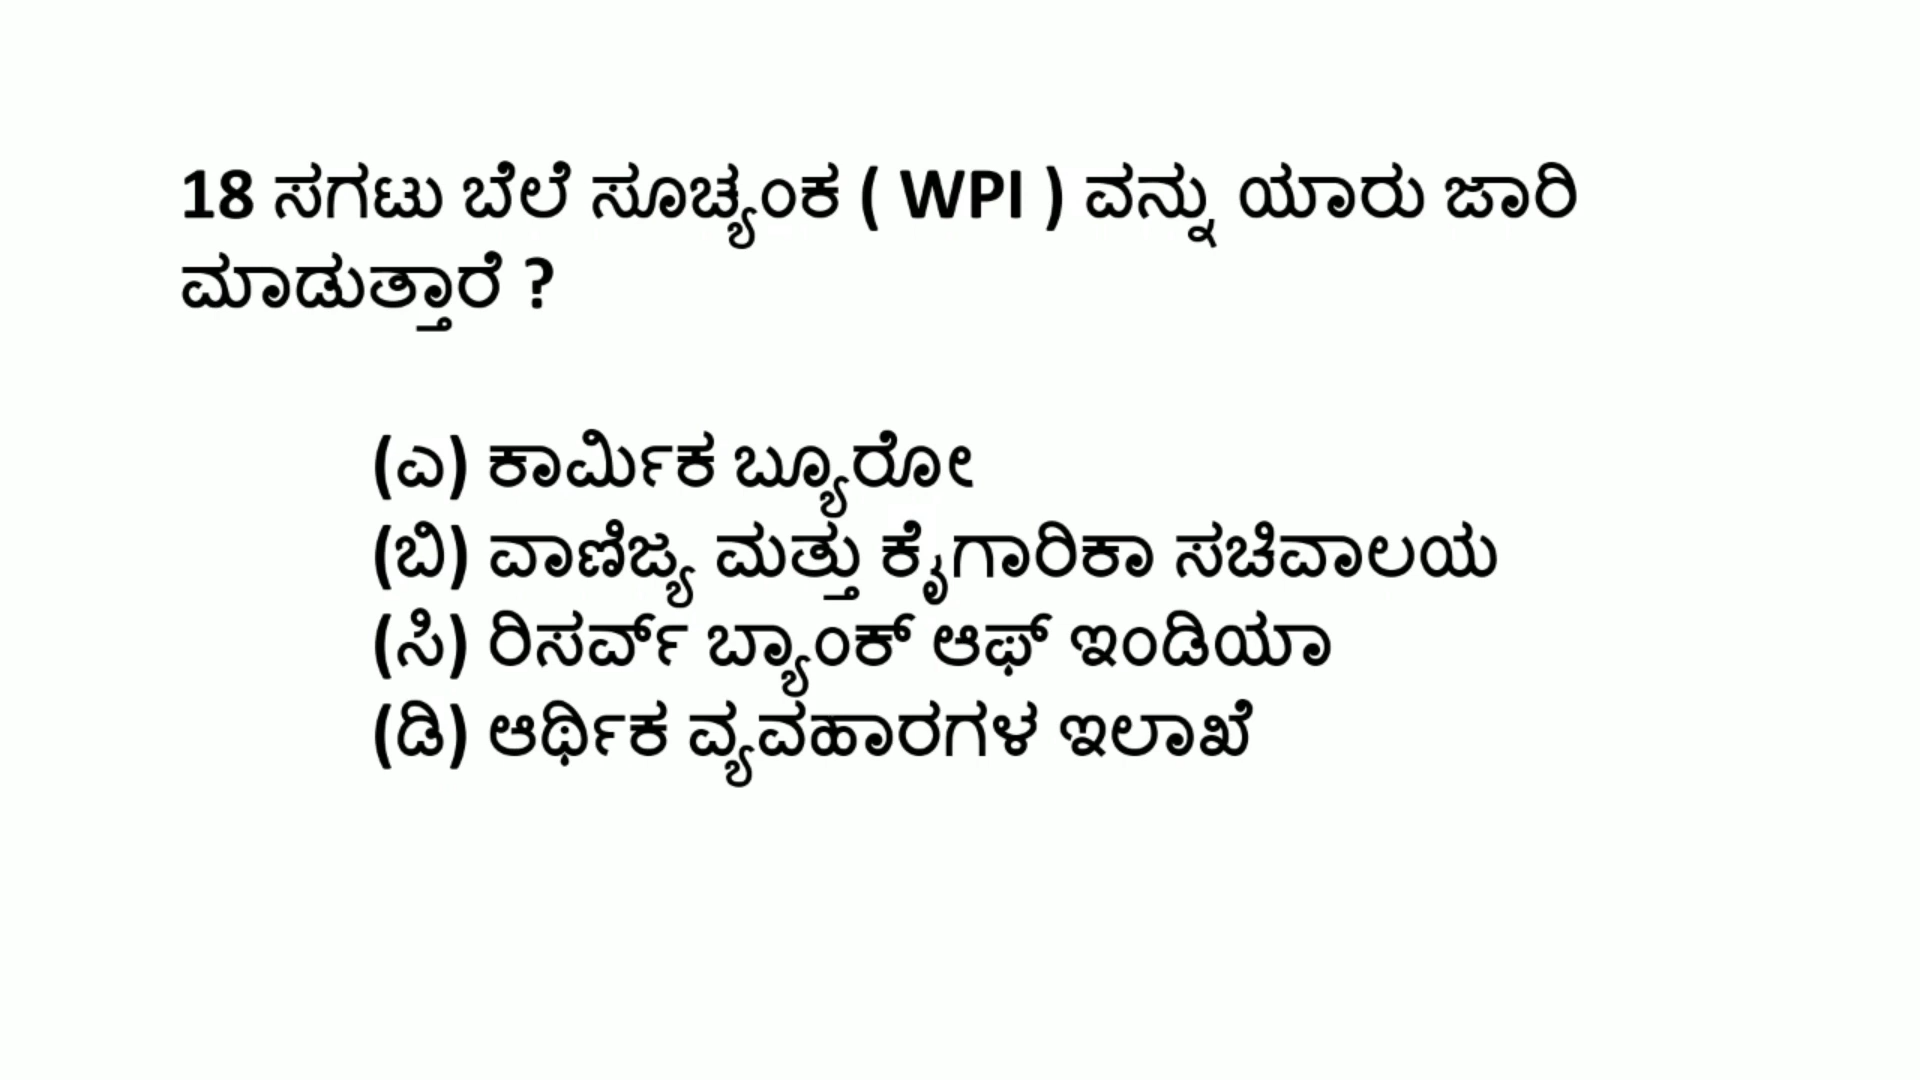 18 ಸಗಟು ಬೆಲೆ ಸೂಚ್ಯಂಕ ( WPI ) ವನ್ನು ಯಾರು ಜಾರಿ
ಮಾಡುತ್ತಾರೆ ?
(ಎ) ಕಾರ್ಮಿಕ ಬ್ಯೂರೋ
(ಬಿ) ವಾಣಿಜ್ಯ ಮತ್ತು ಕೈಗಾರಿಕಾ ಸಚಿವಾಲಯ
(ಸಿ) ರಿಸರ್ವ್ ಬ್ಯಾಂಕ್ ಆಫ್ ಇಂಡಿಯಾ
(ಡಿ) ಆರ್ಥಿಕ ವ್ಯವಹಾರಗಳ ಇಲಾಖೆ